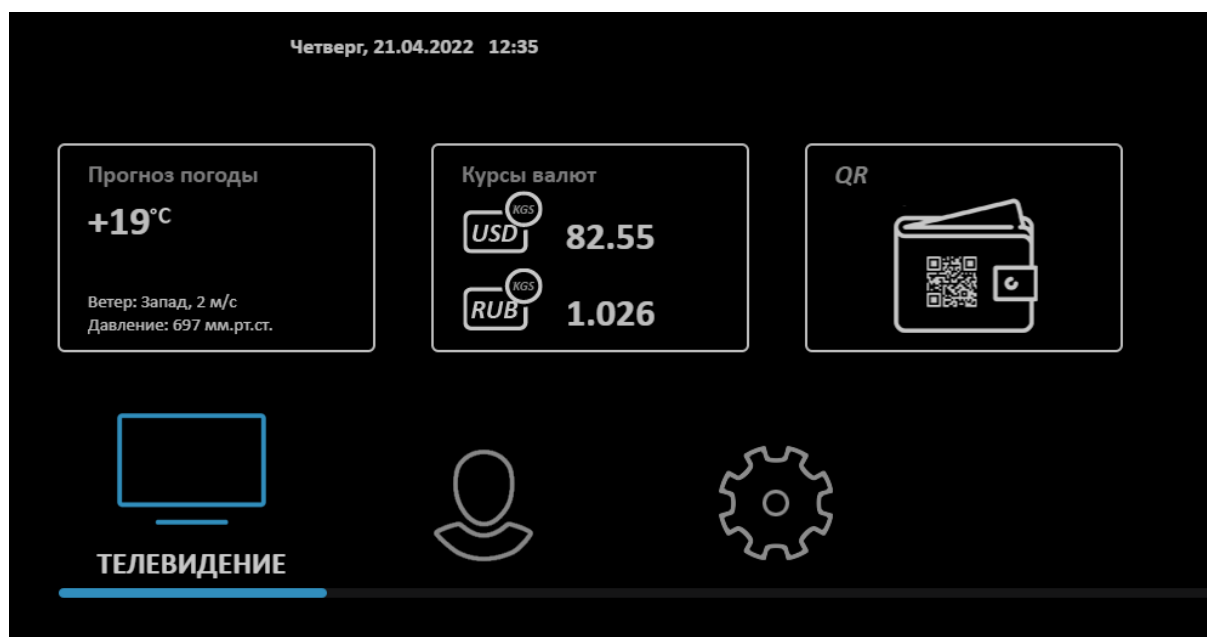 Четверг, 21.04.2022 12:35
Прогноз погоды
+19°C
Ветер: Запад, 2 м/с
Давление: 697 мм.рт.ст.
Курсы валют
KGS
USD 82.55
KGS
RUB 1.026
QR
ТЕЛЕВИДЕНИЕ